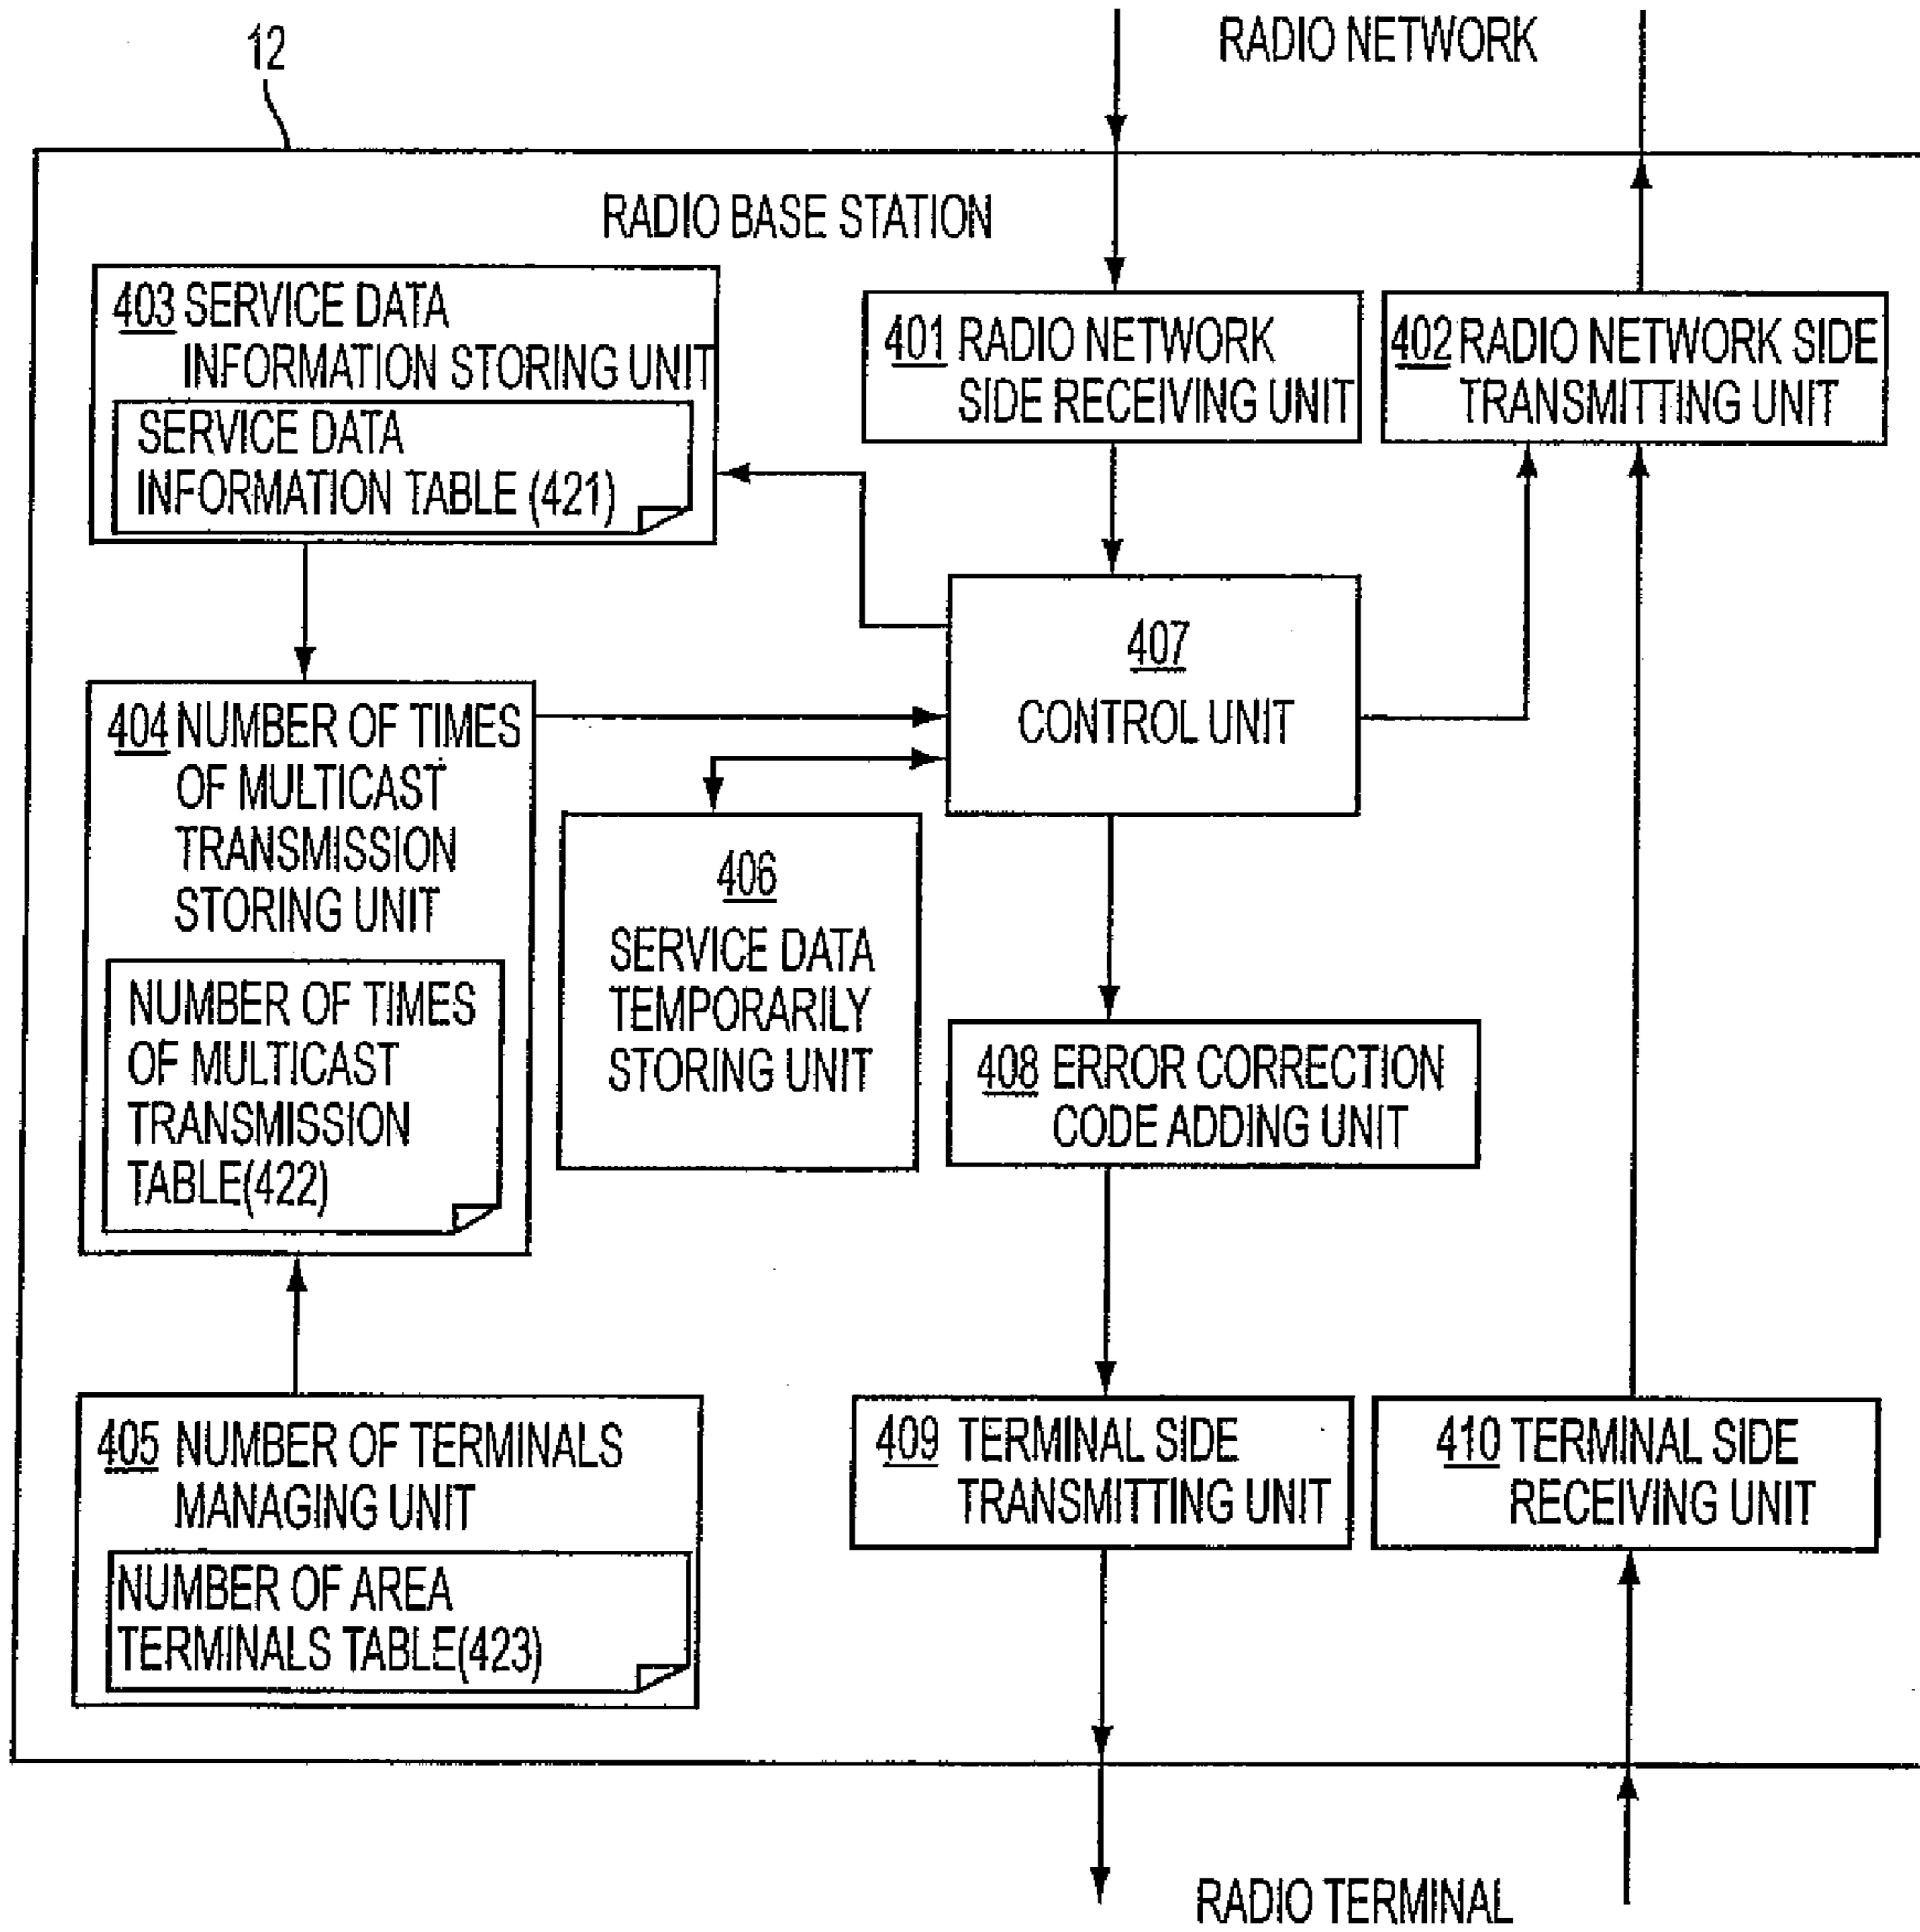 12
RADIO NETWORK
RADIO BASE STATION
403 SERVICE DATA
INFORMATION STORING UNIT
SERVICE DATA
INFORMATION TABLE (421)
401 RADIO NETWORK
SIDE RECEIVING UNIT
402 RADIO NETWORK SIDE
TRANSMITTING UNIT
407
CONTROL UNIT
404 NUMBER OF TIMES
OF MULTICAST
TRANSMISSION
STORING UNIT
NUMBER OF TIMES
OF MULTICAST
TRANSMISSION
TABLE(422)
406
SERVICE DATA
TEMPORARILY
STORING UNIT
408 ERROR CORRECTION
CODE ADDING UNIT
405 NUMBER OF TERMINALS
MANAGING UNIT
NUMBER OF AREA
TERMINALS TABLE(423)
409 TERMINAL SIDE
TRANSMITTING UNIT
410 TERMINAL SIDE
RECEIVING UNIT
RADIO TERMINAL